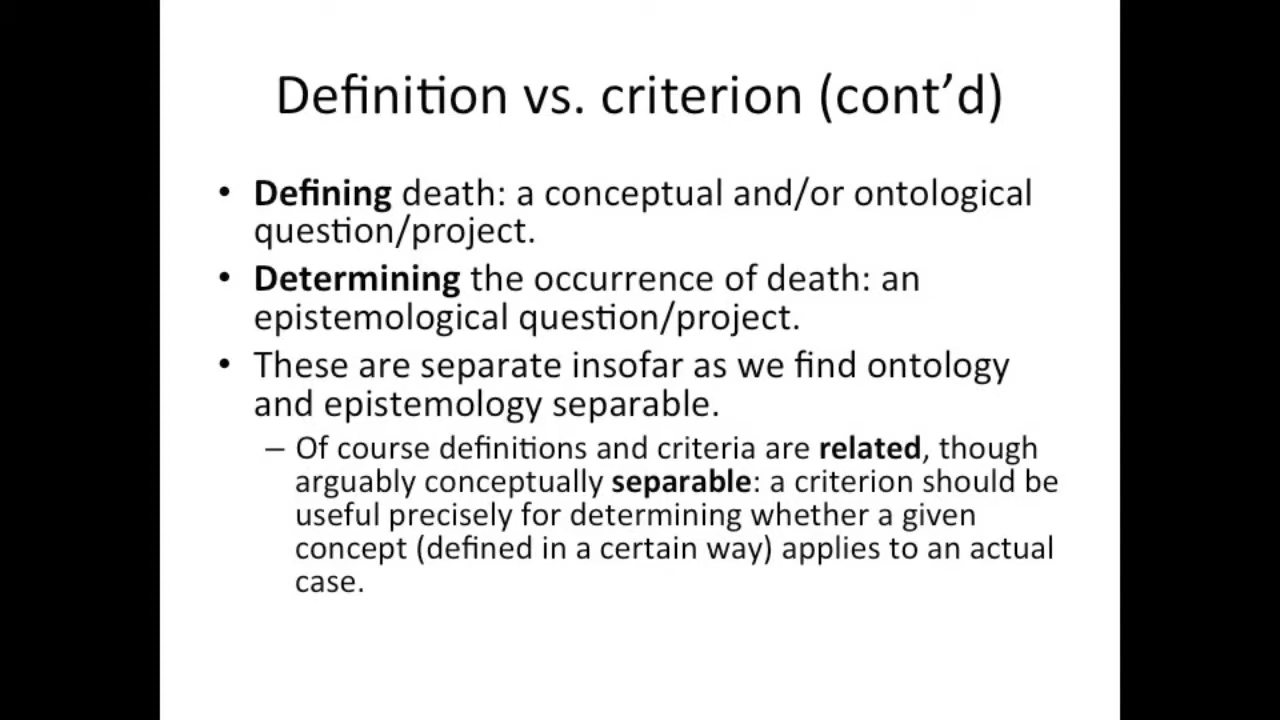 Definition vs. criterion (cont’d)
• Defining death: a conceptual and/or ontological
question/project.
• Determining the occurrence of death: an
epistemological question/project.
• These are separate insofar as we find ontology
and epistemology separable.
– Of course definitions and criteria are related, though
arguably conceptually separable: a criterion should be
useful precisely for determining whether a given
concept (defined in a certain way) applies to an actual
case.